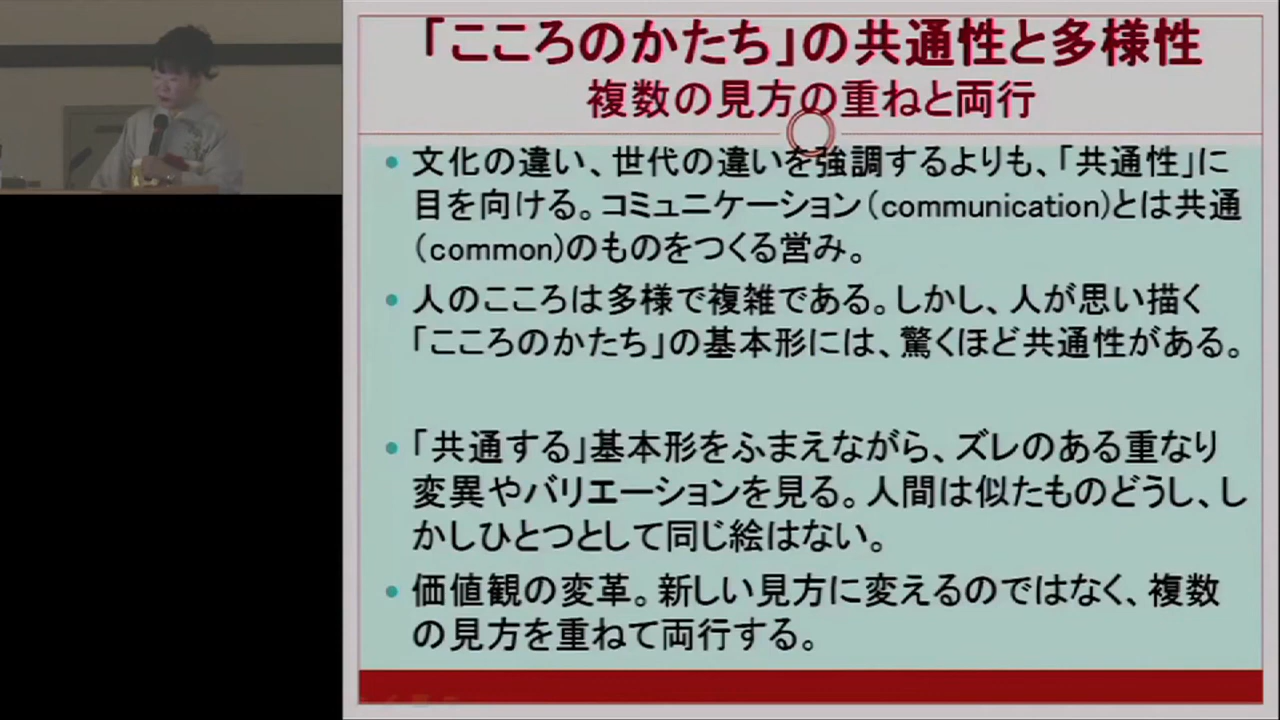 「こころのかたち」の共通性と多様性
複数の見方の重ねと両行
• 文化の違い、世代の違いを強調するよりも、「共通性」に
目を向ける。コミュニケーション(communication)とは共通
(common)のものをつくる営み。
• 人のこころは多様で複雑である。しかし、人が思い描く
「こころのかたち」の基本形には、驚くほど共通性がある。
• 「共通する」基本形をふまえながら、ズレのある重なり
変異やバリエーションを見る。人間は似たものどうし、し
かしひとつとして同じ絵はない。
• 価値観の変革。新しい見方に変えるのではなく、複数
の見方を重ねて両行する。